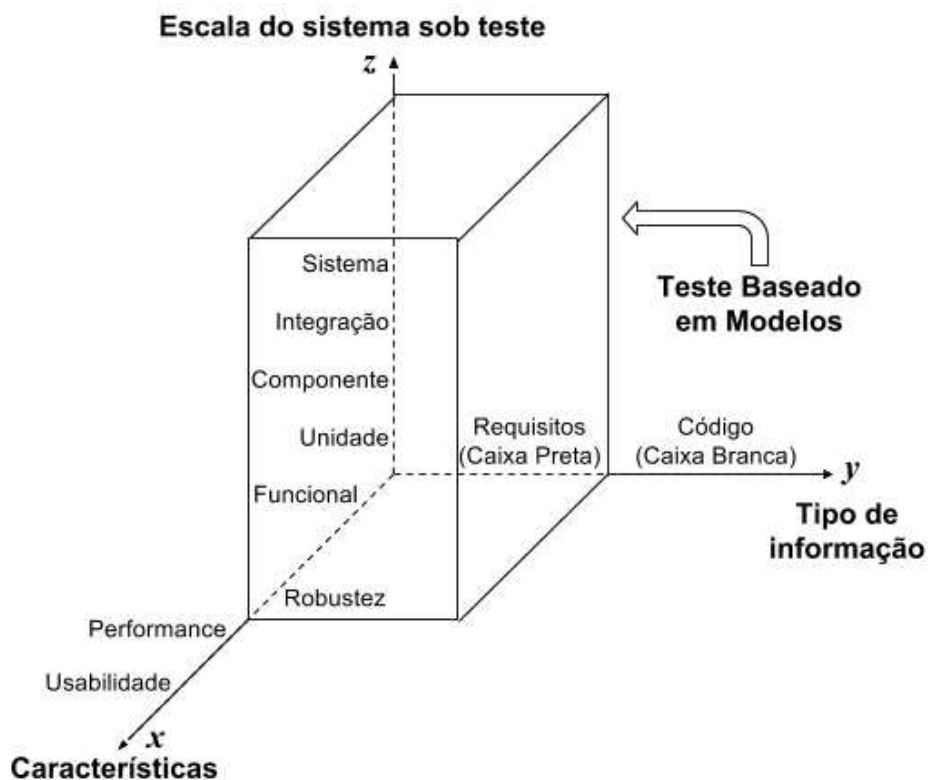 Escala do sistema sob teste
z
Sistema
Integração
Componente
Unidade
Teste Baseado
em Modelos
Requisitos
(Caixa Preta)
Código
(Caixa Branca)
y
Tipo de
informação
Funcional
Robustez
Performance
Usabilidade
x
Características